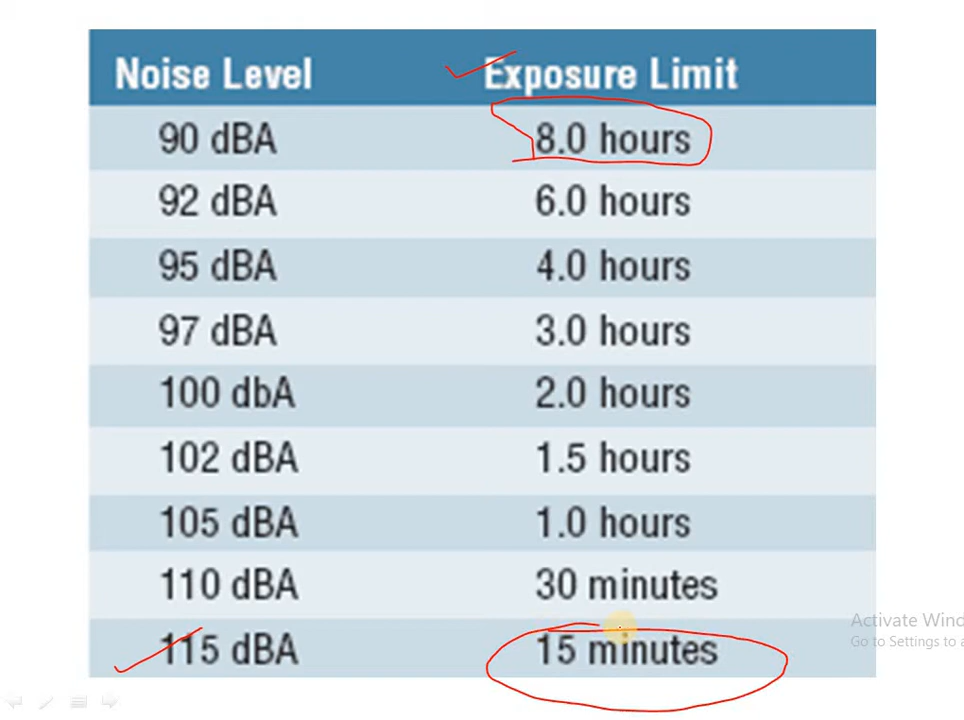 Noise Level Exposure Limit
90 dBA 8.0 hours
92 dBA 6.0 hours
95 dBA 4.0 hours
97 dBA 3.0 hours
100 dbA 2.0 hours
102 dBA 1.5 hours
105 dBA 1.0 hours
110 dBA 30 minutes
115 dBA 15 minutes
Activate Wind
Go to Settings to a